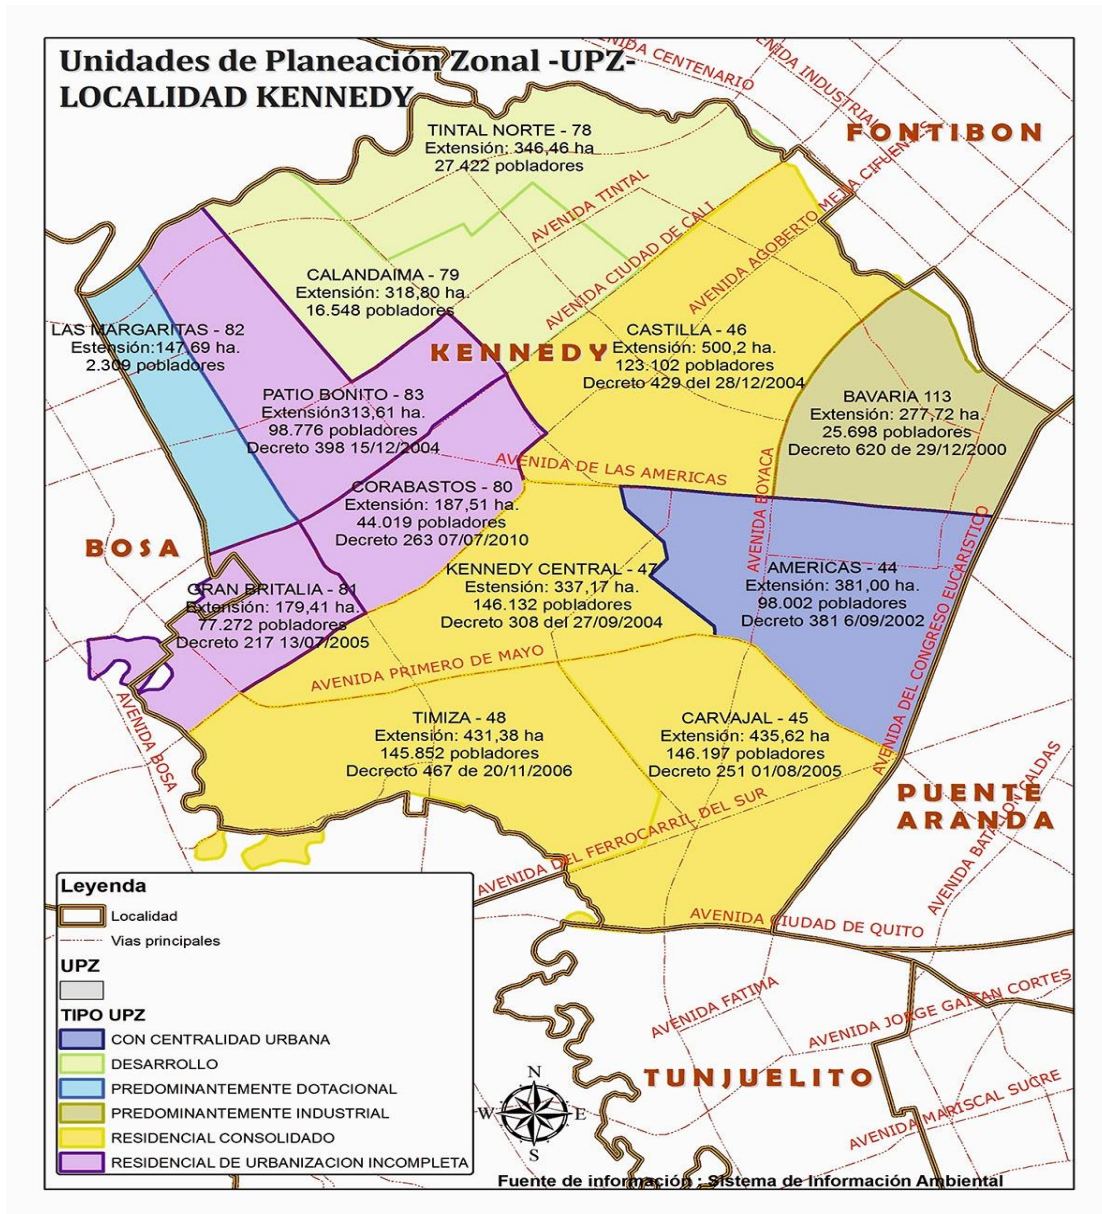 Unidades de Planeación Zonal -UPZ-
LOCALIDAD KENNEDY
AVENIDA CENTENARIO
AVENIDA INDUSTRIAL
FONTIBON
TINTAL NORTE - 78
Extensión: 346,46 ha
27.422 pobladores
AVENIDA TINTAL
AVENIDA CIUDAD DE CALI
AVENIDA AGOBERTO MEJIA CIFUENTES
CALANDAIMA - 79
Extensión: 318,80 ha.
16.548 pobladores
LAS MARGARITAS - 82
Estensión:147,69 ha.
2.309 pobladores
KENNEDY
CASTILLA - 46
Extensión: 500,2 ha.
123.102 pobladores
Decreto 429 del 28/12/2004
PATIO BONITO - 83
Extensión313,61 ha.
98.776 pobladores
Decreto 398 15/12/2004
BAVARIA 113
Extensión: 277,72 ha.
25.698 pobladores
Decreto 620 de 29/12/2000
AVENIDA DE LAS AMERICAS
AVENIDA BOYACA
CORABASTOS - 80
Extensión: 187,51 ha.
44.019 pobladores
Decreto 263 07/07/2010
BOSA
KENNEDY CENTRAL - 47
Estensión: 337,17 ha.
146.132 pobladores
Decreto 308 del 27/09/2004
AMERICAS - 44
Extensión: 381,00 ha.
98.002 pobladores
Decreto 381 6/09/2002
AVENIDA DEL CONGRESO EUCARISTICO
GRAN BRITALIA - 81
Extensión: 179,41 ha.
77.272 pobladores
Decreto 217 13/07/2005
AVENIDA PRIMERO DE MAYO
AVENIDA BOSA
TIMIZA - 48
Extensión: 431,38 ha
145.852 pobladores
Decrecto 467 de 20/11/2006
CARVAJAL - 45
Extensión: 435,62 ha
146.197 pobladores
Decreto 251 01/08/2005
PUENTE
ARANDA
AVENIDA BATALLON CALDAS
AVENIDA DEL FERROCARRIL DEL SUR
AVENIDA CIUDAD DE QUITO
AVENIDA FATIMA
AVENIDA JORGE GAITAN CORTES
TUNJUELITO
AVENIDA MARISCAL SUCRE
Leyenda
Localidad
Vias principales
UPZ
TIPO UPZ
CON CENTRALIDAD URBANA
DESARROLLO
PREDOMINANTEMENTE DOTACIONAL
PREDOMINANTEMENTE INDUSTRIAL
RESIDENCIAL CONSOLIDADO
RESIDENCIAL DE URBANIZACION INCOMPLETA
N
W
E
S
Fuente de información : Sistema de Información Ambiental